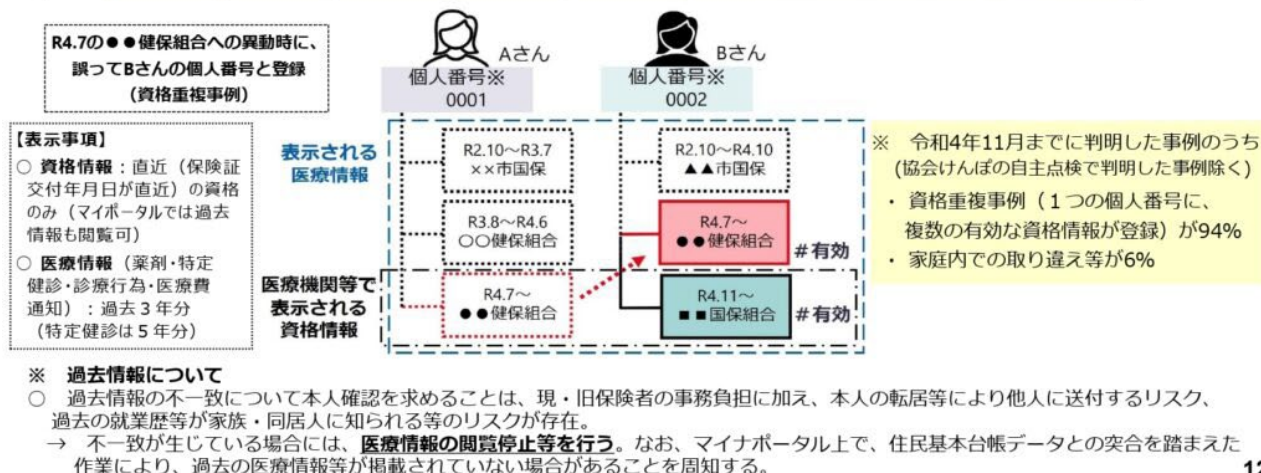 R4.7の●●健保組合への異動時に、
誤ってBさんの個人番号と登録
(資格重複事例)
Aさん
個人番号※
0001
Bさん
個人番号※
0002
【表示事項】
○ 資格情報：直近（保険証
交付年月日が直近）の資格
のみ（マイポータルでは過去
情報も閲覧可）
○ 医療情報（薬剤・特定
健診・診療行為・医療費
通知）：過去３年分
（特定健診は５年分）
表示される
医療情報
R2.10～R3.7
××市国保
R2.10～R4.10
▲▲市国保
R3.8～R4.6
〇〇健保組合
R4.7～
●●健保組合
#有効
医療機関等で
表示される
資格情報
R4.7～
●●健保組合
R4.11～
■■国保組合
#有効
※ 令和4年11月までに判明した事例のうち
(協会けんぽの自主点検で判明した事例除く)
・ 資格重複事例（１つの個人番号に、
複数の有効な資格情報が登録）が94%
・ 家庭内での取り違え等が6%
※ 過去情報について
○ 過去情報の不一致について本人確認を求めることは、現・旧保険者の事務負担に加え、本人の転居等により他人に送付するリスク、
過去の就業歴等が家族・同居人に知られる等のリスクが存在。
→ 不一致が生じている場合には、医療情報の閲覧停止等を行う。なお、マイナポータル上で、住民基本台帳データとの突合を踏まえた
作業により、過去の医療情報等が掲載されていない場合があることを周知する。